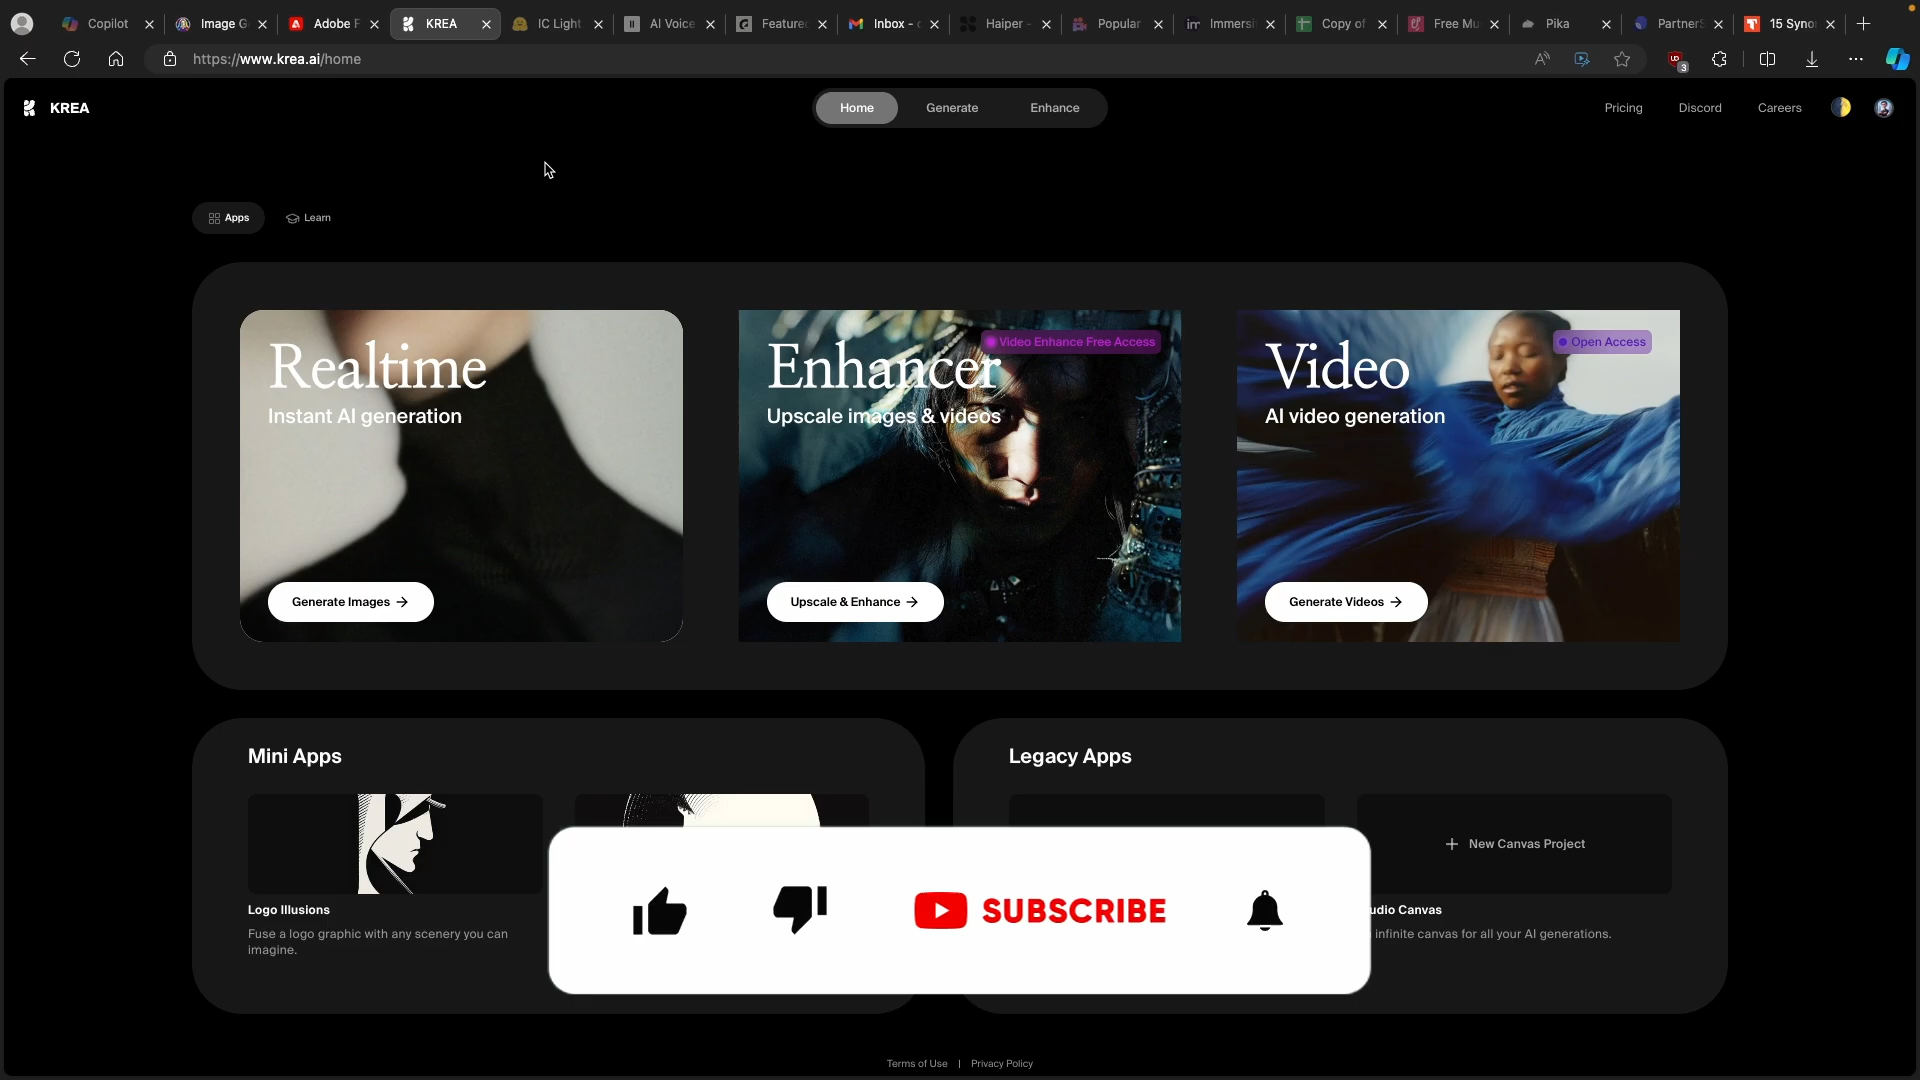 Copilot
Image G
Adobe F
KREA
IC Light
AI Voice
Feature
Inbox -
Haiper -
Popular
Immersi
Copy of
Free Mu
Pika
PartnerS
15 Syno
https://www.krea.ai/home
3
KREA
Home
Generate
Enhance
Pricing
Discord
Careers
Apps
Learn
Realtime
Instant AI generation
Generate Images
Video Enhance Free Access
Enhancer
Upscale images & videos
Upscale & Enhance
Open Access
Video
AI video generation
Generate Videos
Mini Apps
Logo Illusions
Fuse a logo graphic with any scenery you can
imagine.
Legacy Apps
New Canvas Project
udio Canvas
infinite canvas for all your AI generations.
SUBSCRIBE
Terms of Use | Privacy Policy